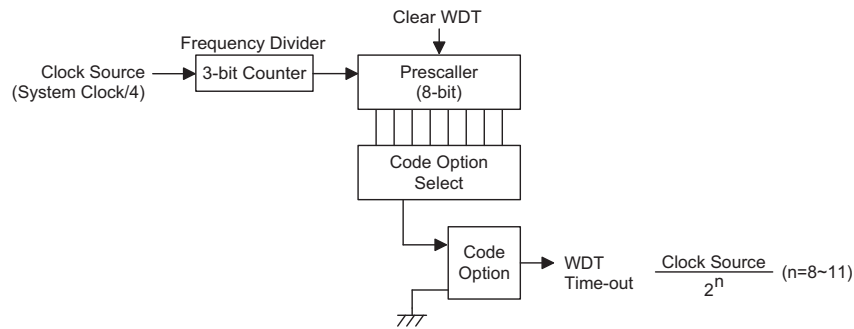 Clear WDT
Frequency Divider
Clock Source
(System Clock/4)
3-bit Counter
Prescaller
(8-bit)
Code Option
Select
Code
Option
WDT
Time-out
Clock Source
2^n
(n=8~11)